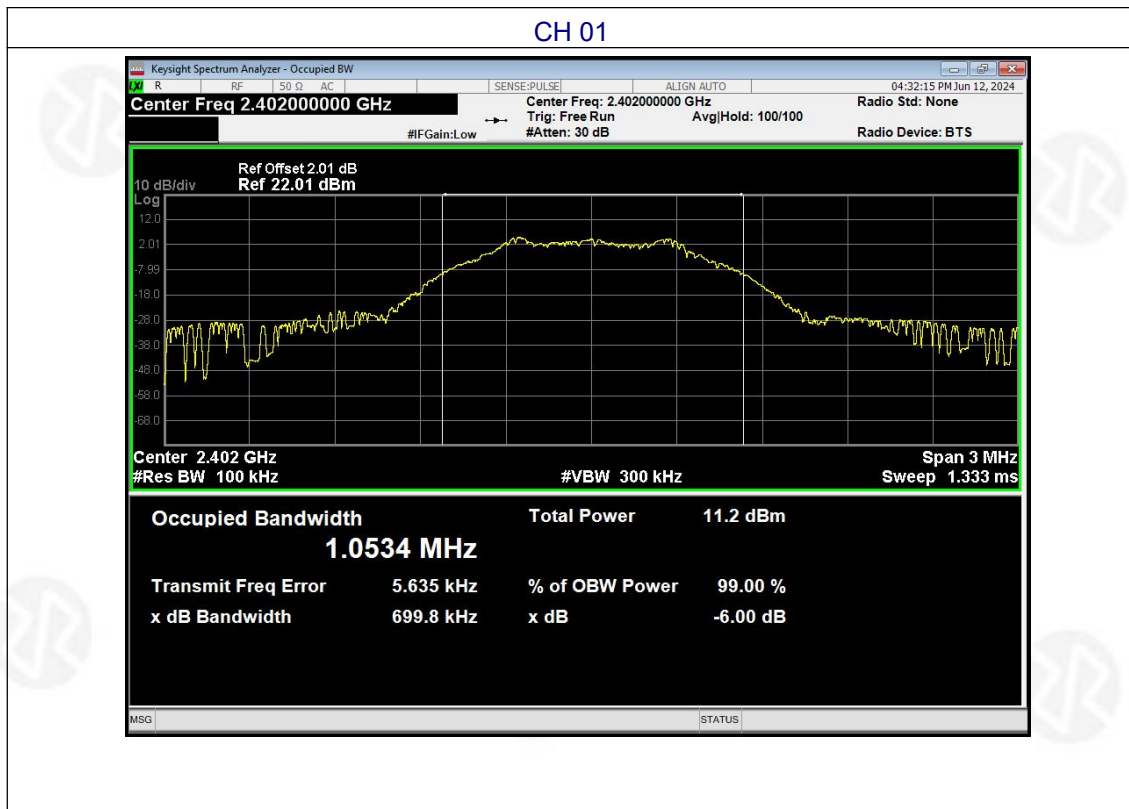 CH 01
Keysight Spectrum Analyzer - Occupied BW
LXI R RF 50 Ω AC SENSE:PULSE ALIGN AUTO 04:32:15 PM Jun 12, 2024
Center Freq 2.402000000 GHz
Center Freq: 2.402000000 GHz
Radio Std: None
Trig: Free Run Avg|Hold: 100/100
#IFGain:Low #Atten: 30 dB Radio Device: BTS
Ref Offset 2.01 dB
10 dB/div Ref 22.01 dBm
Log
12.0
2.01
-7.99
-18.0
-28.0
-38.0
-48.0
-58.0
-68.0
Center 2.402 GHz Span 3 MHz
#Res BW 100 kHz #VBW 300 kHz Sweep 1.333 ms
Occupied Bandwidth Total Power 11.2 dBm
1.0534 MHz
Transmit Freq Error 5.635 kHz % of OBW Power 99.00 %
x dB Bandwidth 699.8 kHz x dB -6.00 dB
MSG STATUS